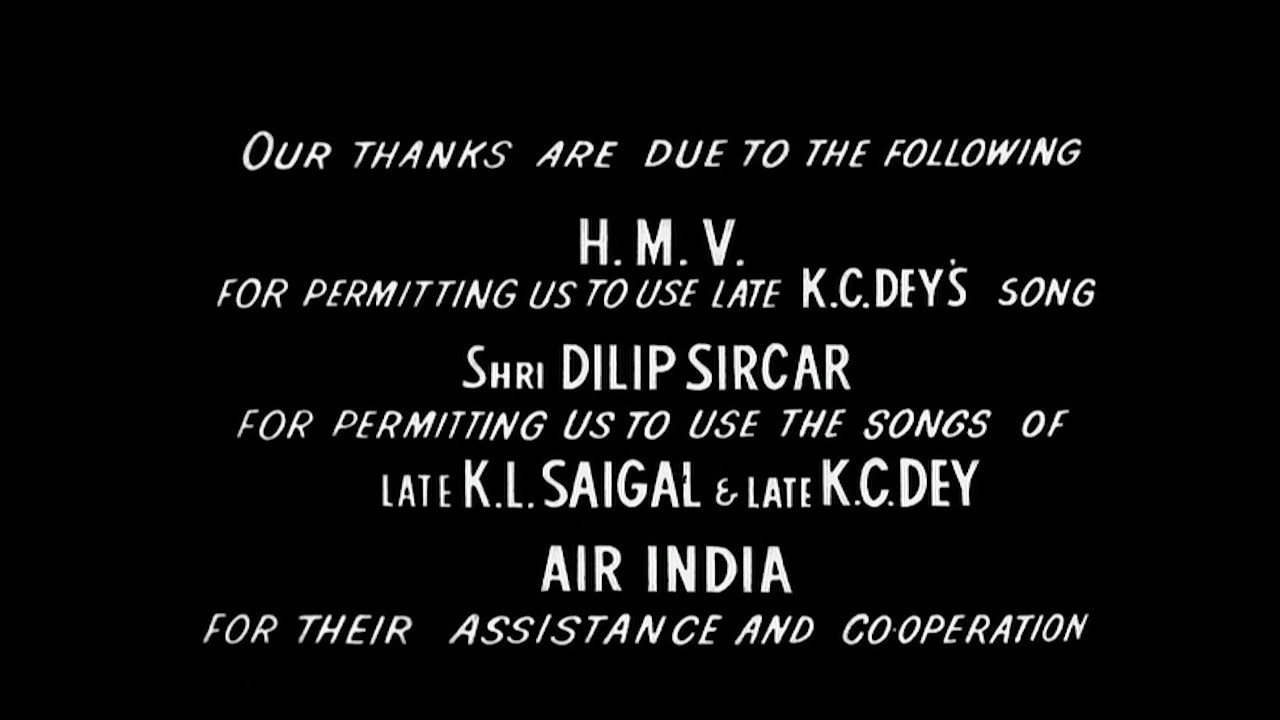 OUR THANKS ARE DUE TO THE FOLLOWING
H. M. V.
FOR PERMITTING US TO USE LATE K.C. DEY'S SONG
SHRI DILIP SIRCAR
FOR PERMITTING US TO USE THE SONGS OF
LATE K.L. SAIGAL & LATE K.C. DEY
AIR INDIA
FOR THEIR ASSISTANCE AND CO-OPERATION